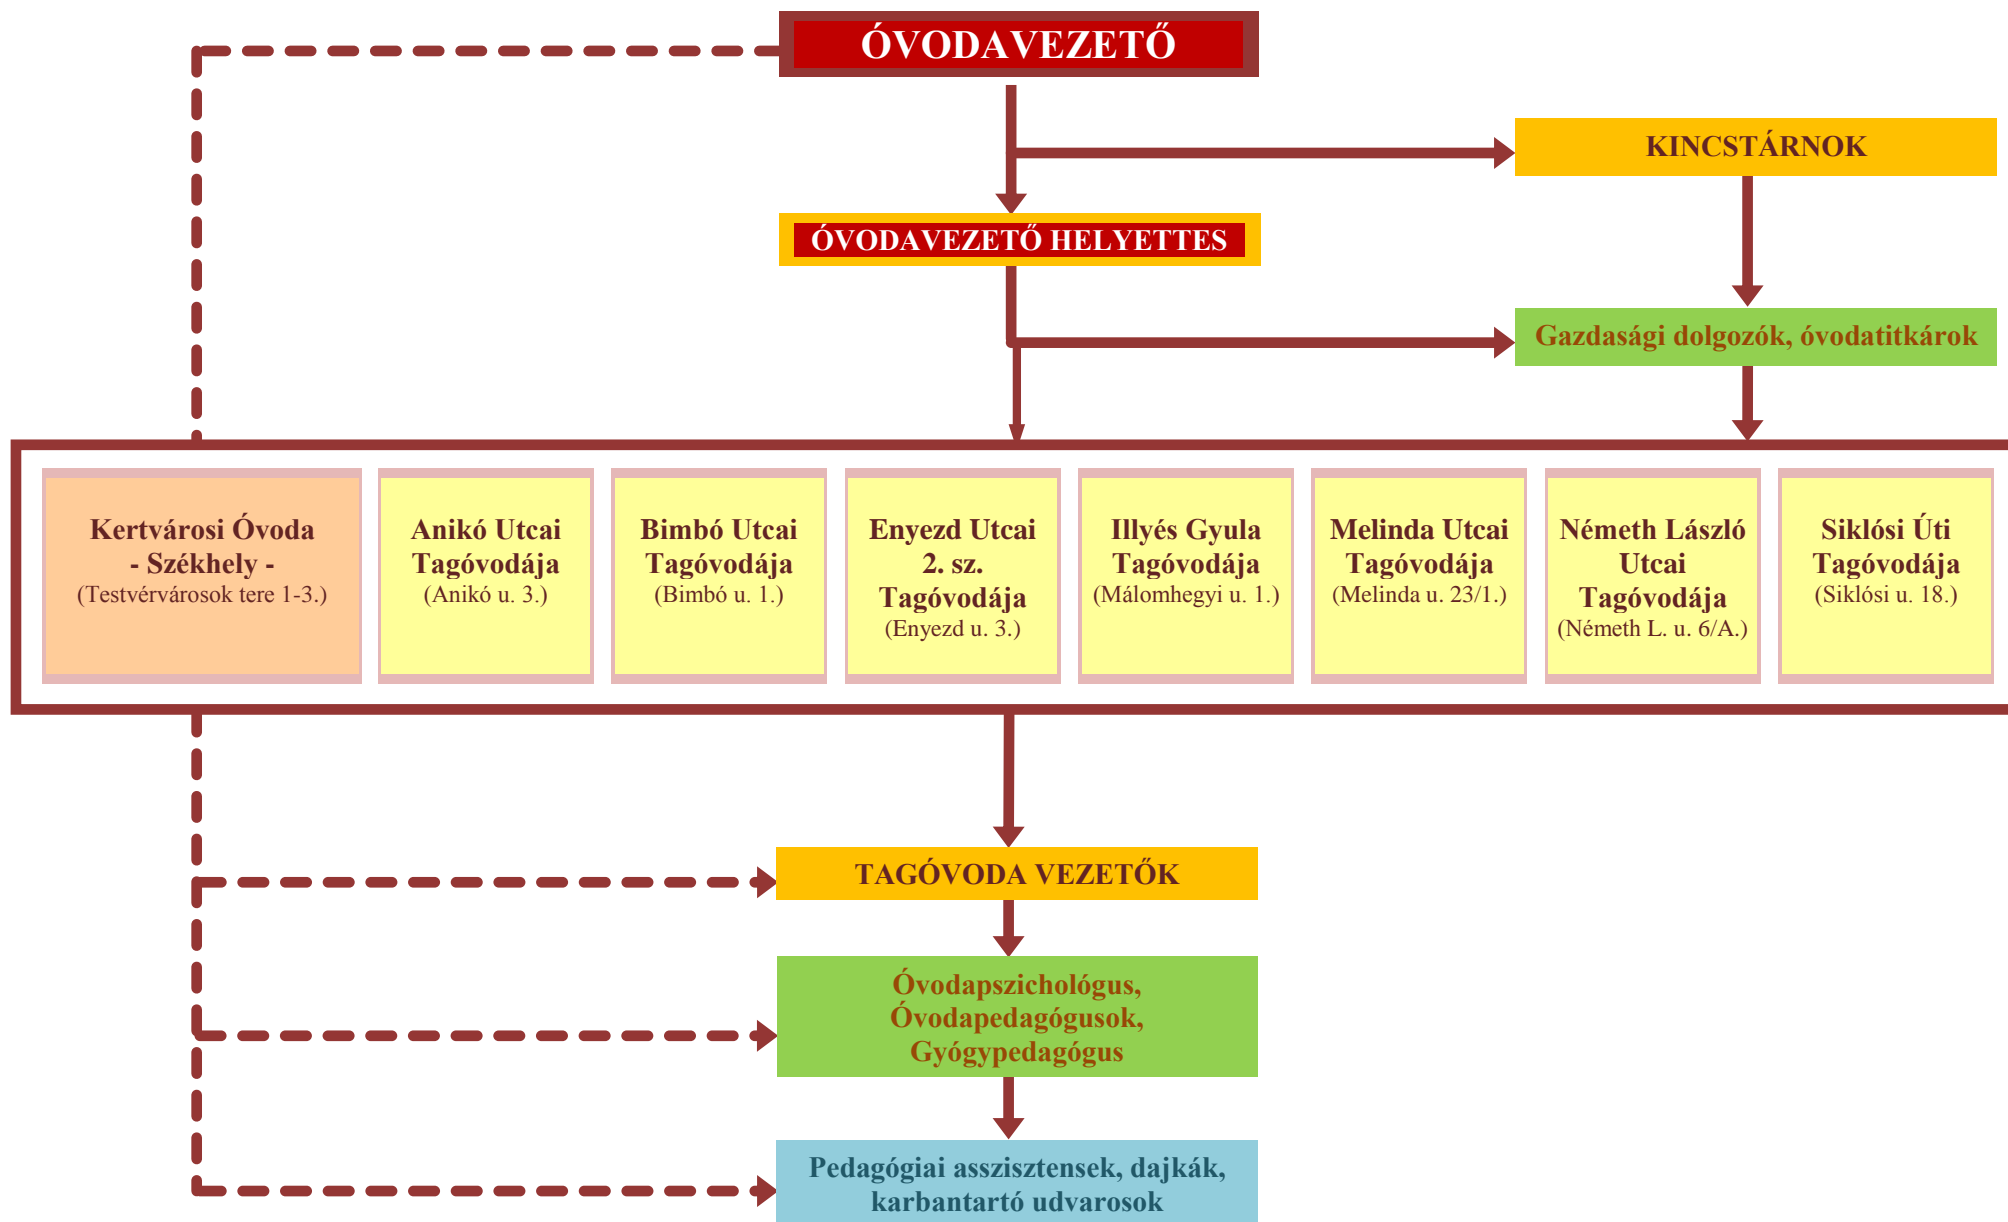 ÓVODAVEZETŐ
KINCSTÁRNOK
ÓVODAVEZETŐ HELYETTES
Gazdasági dolgozók, óvodatitkárok
Kertvárosi Óvoda
- Székhely -
(Testvérvárosok tere 1-3.)
Anikó Utcai
Tagóvodája
(Anikó u. 3.)
Bimbó Utcai
Tagóvodája
(Bimbó u. 1.)
Enyezd Utcai
2. sz.
Tagóvodája
(Enyezd u. 3.)
Illyés Gyula
Tagóvodája
(Málomhegyi u. 1.)
Melinda Utcai
Tagóvodája
(Melinda u. 23/1.)
Németh László
Utcai
Tagóvodája
(Németh L. u. 6/A.)
Siklósi Úti
Tagóvodája
(Siklósi u. 18.)
TAGÓVODA VEZETŐK
Óvodapszichológus,
Óvodapedagógusok,
Gyógypedagógus
Pedagógiai asszisztensek, dajkák,
karbantartó udvarosok